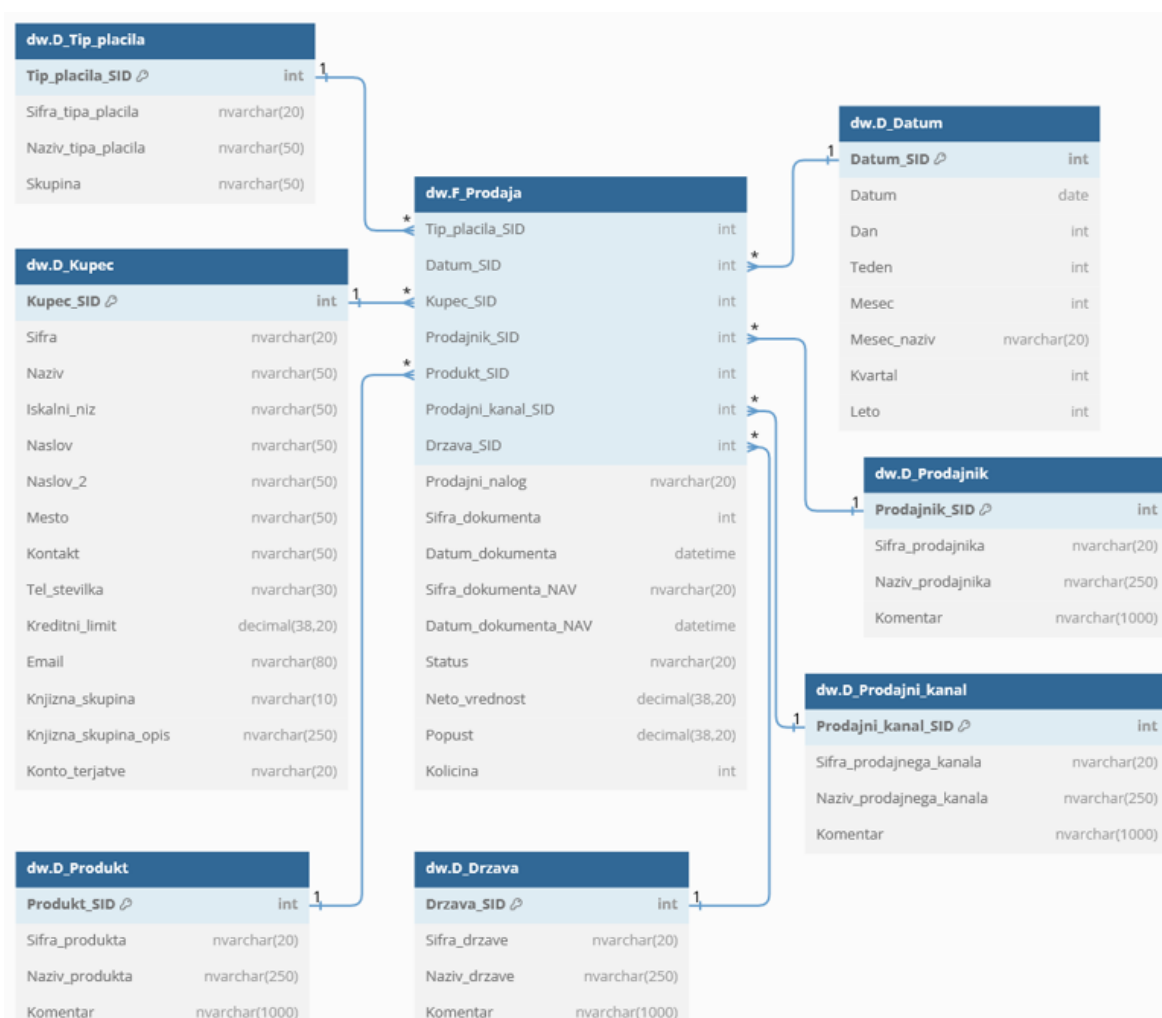 dw.D_Tip_placila
Tip_placila_SID int
Sifra_tipa_placila nvarchar(20)
Naziv_tipa_placila nvarchar(50)
Skupina nvarchar(50)
1
dw.D_Kupec
Kupec_SID int
Sifra nvarchar(20)
Naziv nvarchar(50)
Iskalni_niz nvarchar(50)
Naslov nvarchar(50)
Naslov_2 nvarchar(50)
Mesto nvarchar(50)
Kontakt nvarchar(50)
Tel_stevilka nvarchar(30)
Kreditni_limit decimal(38,20)
Email nvarchar(80)
Knjizna_skupina nvarchar(10)
Knjizna_skupina_opis nvarchar(250)
Konto_terjatve nvarchar(20)
1
dw.D_Produkt
Produkt_SID int
Sifra_produkta nvarchar(20)
Naziv_produkta nvarchar(250)
Komentar nvarchar(1000)
1
dw.F_Prodaja
* Tip_placila_SID int
Datum_SID int *
* Kupec_SID int
Prodajnik_SID int *
* Produkt_SID int
Prodajni_kanal_SID int *
Drzava_SID int *
Prodajni_nalog nvarchar(20)
Sifra_dokumenta int
Datum_dokumenta datetime
Sifra_dokumenta_NAV nvarchar(20)
Datum_dokumenta_NAV datetime
Status nvarchar(20)
Neto_vrednost decimal(38,20)
Popust decimal(38,20)
Kolicina int
dw.D_Drzava
Drzava_SID int
Sifra_drzave nvarchar(20)
Naziv_drzave nvarchar(250)
Komentar nvarchar(1000)
1
dw.D_Datum
1
Datum_SID int
Datum date
Dan int
Teden int
Mesec int
Mesec_naziv nvarchar(20)
Kvartal int
Leto int
dw.D_Prodajnik
1
Prodajnik_SID int
Sifra_prodajnika nvarchar(20)
Naziv_prodajnika nvarchar(250)
Komentar nvarchar(1000)
dw.D_Prodajni_kanal
1
Prodajni_kanal_SID int
Sifra_prodajnega_kanala nvarchar(20)
Naziv_prodajnega_kanala nvarchar(250)
Komentar nvarchar(1000)